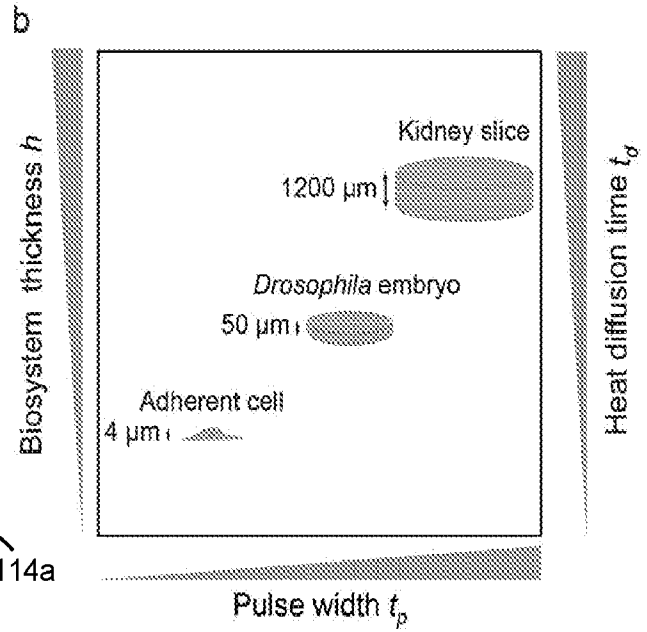 b
Kidney slice
1200 µm
Drosophila embryo
50 µm
Adherent cell
4 µm
Biosystem thickness h
Heat diffusion time td
114a
Pulse width tp